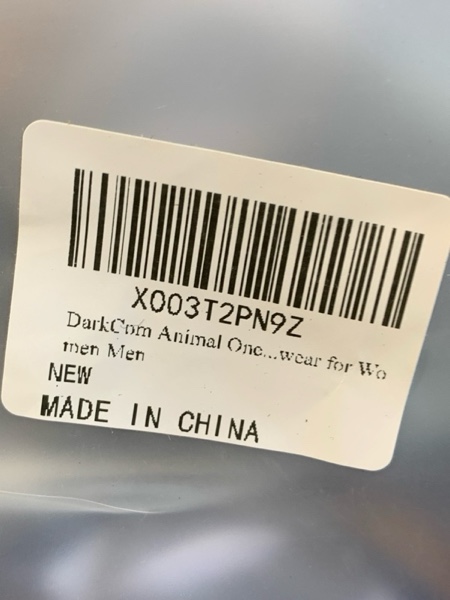 X003T2PN9Z
DarkCom Animal One...wear for Wo
men Men
NEW
MADE IN CHINA